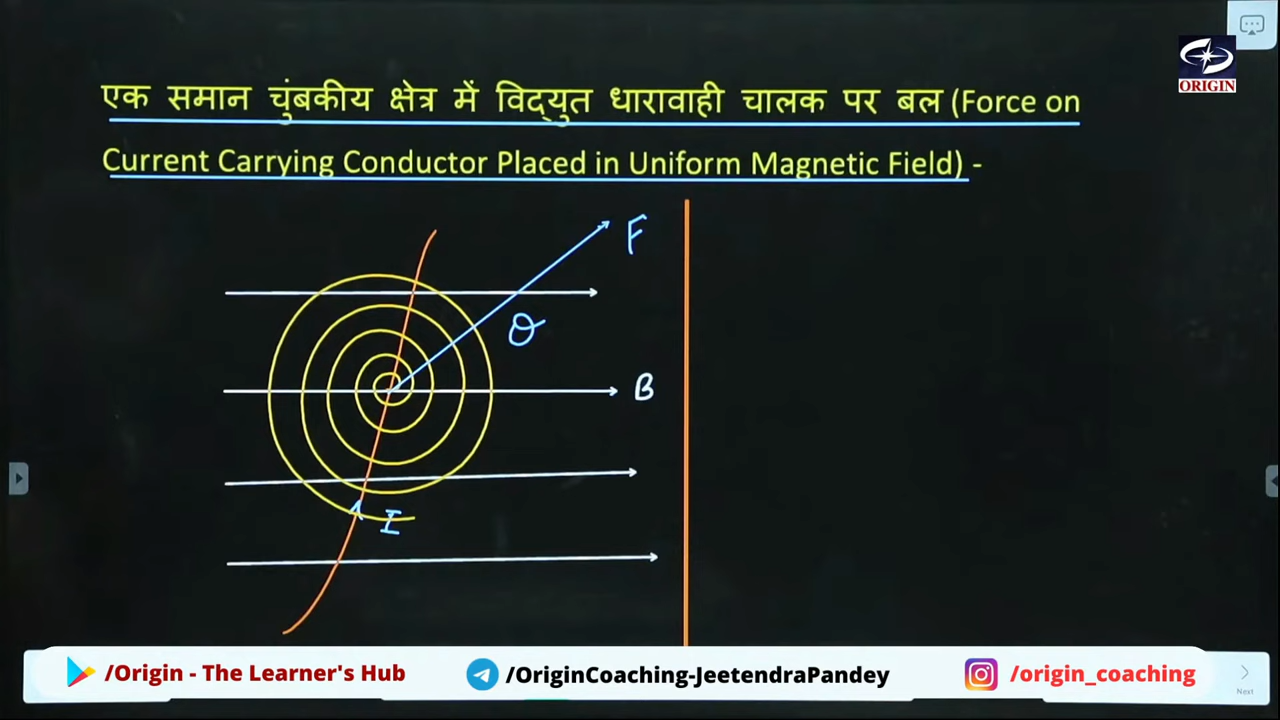 एक समान चुंबकीय क्षेत्र में विद्युत धारावाही चालक पर बल (Force on
Current Carrying Conductor Placed in Uniform Magnetic Field) -
ORIGIN
F
θ
B
I
/Origin - The Learner's Hub
/OriginCoaching-JeetendraPandey
/origin_coaching
Next